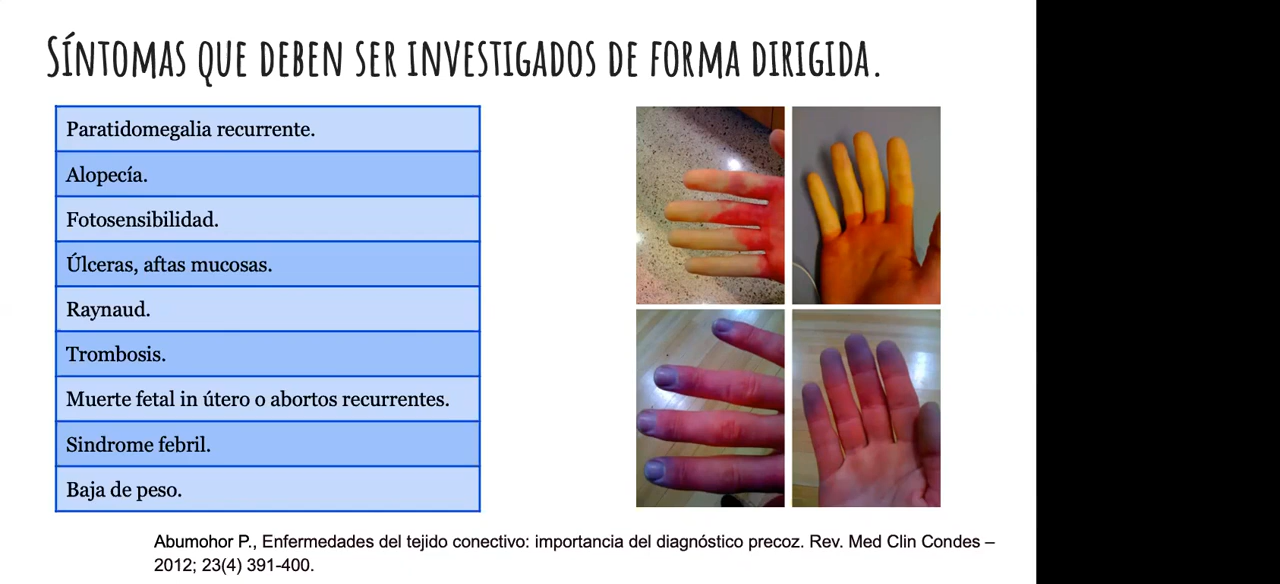 Síntomas que deben ser investigados de forma dirigida.
Paratidomegalia recurrente.
Alopecía.
Fotosensibilidad.
Úlceras, aftas mucosas.
Raynaud.
Trombosis.
Muerte fetal in útero o abortos recurrentes.
Sindrome febril.
Baja de peso.
Abumohor P., Enfermedades del tejido conectivo: importancia del diagnóstico precoz. Rev. Med Clin Condes –
2012; 23(4) 391-400.